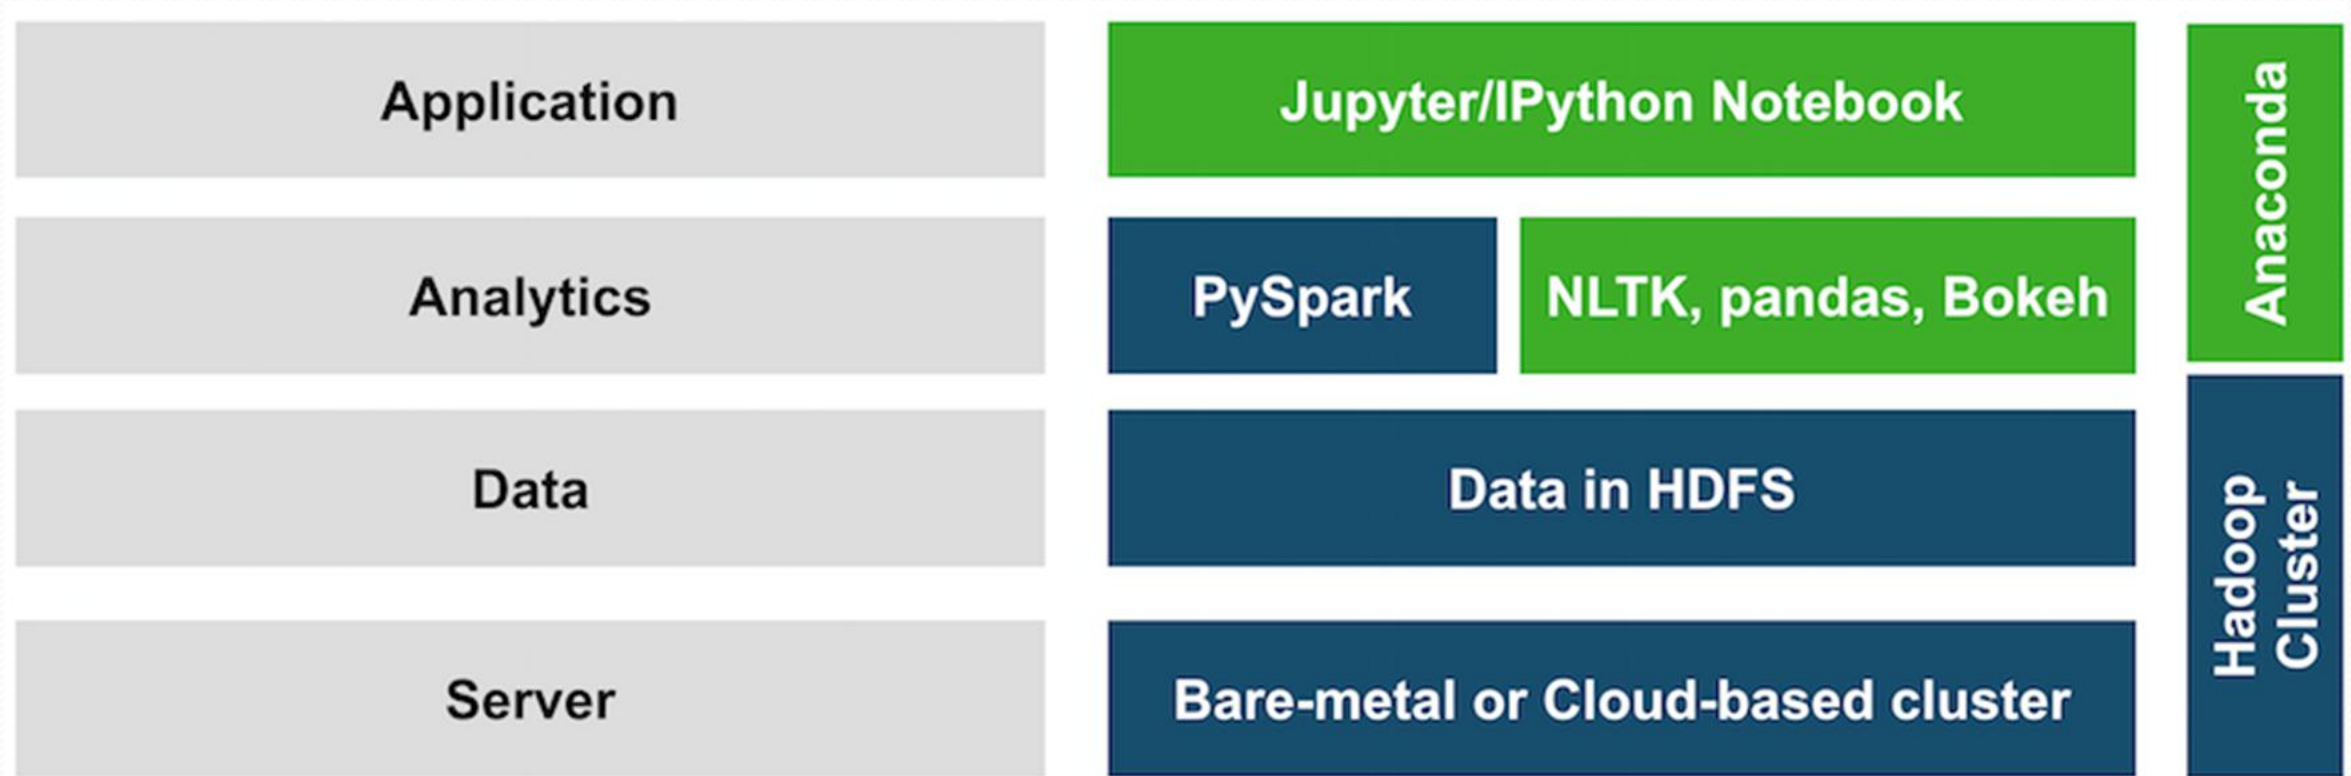 Application
Jupyter/IPython Notebook
Anaconda
Analytics
PySpark
NLTK, pandas, Bokeh
Data
Data in HDFS
Hadoop
Cluster
Server
Bare-metal or Cloud-based cluster